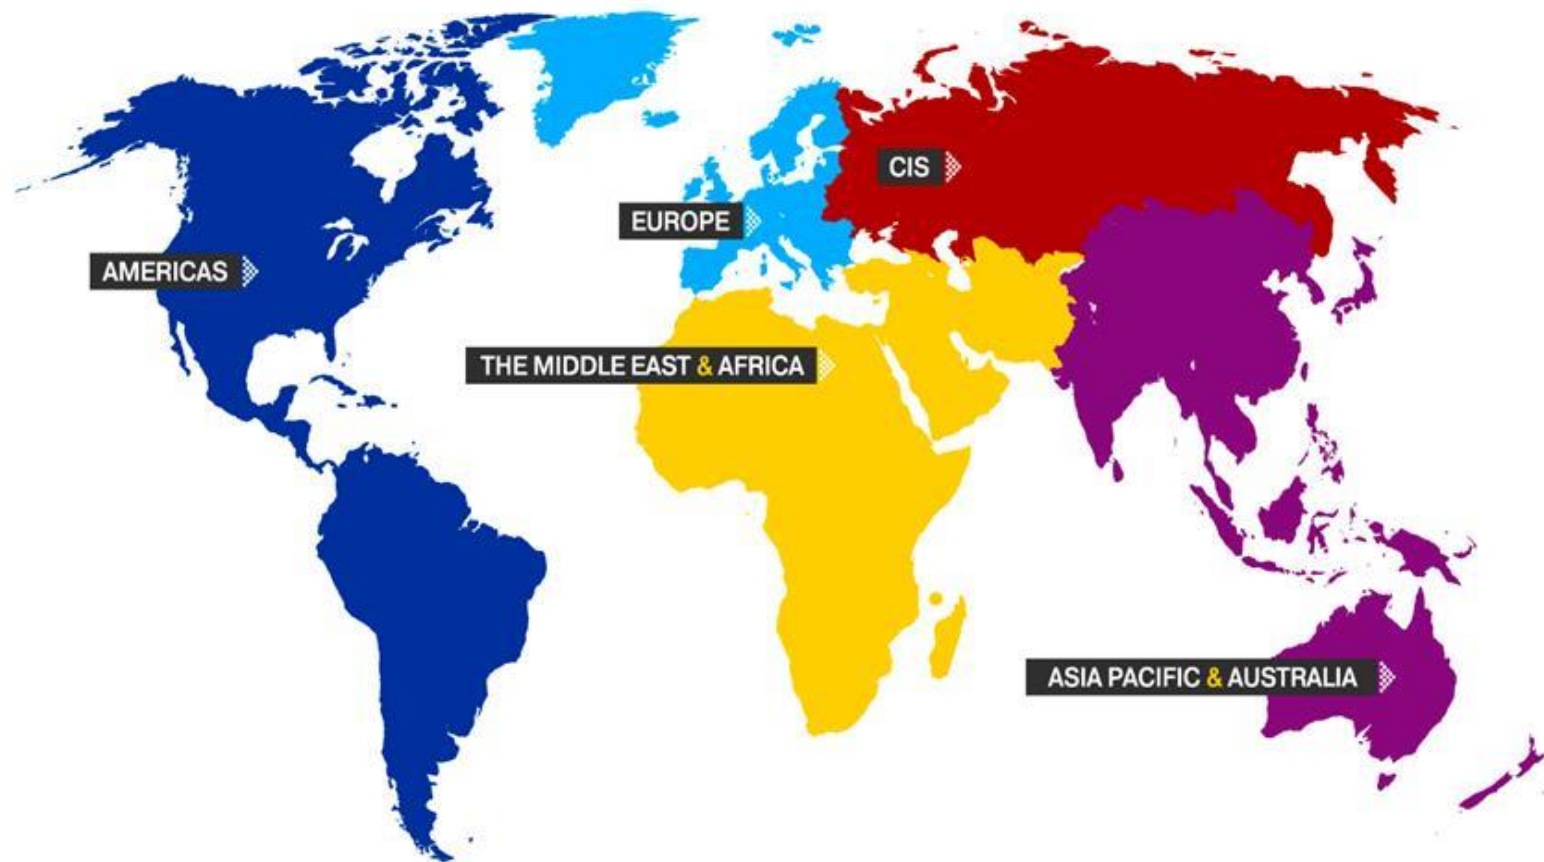 CIS
EUROPE
AMERICAS
THE MIDDLE EAST & AFRICA
ASIA PACIFIC & AUSTRALIA